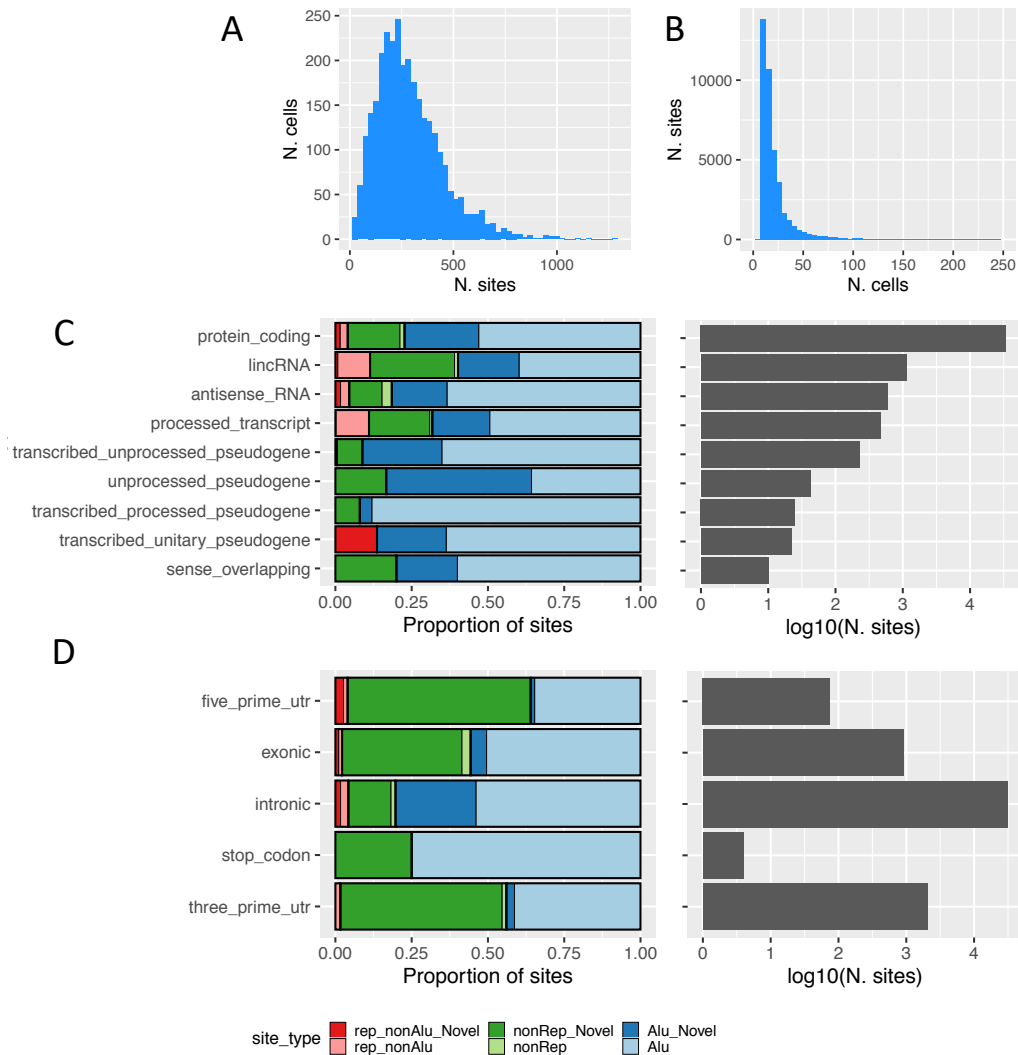 A
B
250
200
150
100
50
0
N. cells
0
500
1000
N. sites
10000
5000
0
N. sites
0
50
100
150
200
250
N. cells
C
protein_coding
lincRNA
antisense_RNA
processed_transcript
transcribed_unprocessed_pseudogene
unprocessed_pseudogene
transcribed_processed_pseudogene
transcribed_unitary_pseudogene
sense_overlapping
0.00
0.25
0.50
0.75
1.00
Proportion of sites
0
1
2
3
4
log10(N. sites)
D
five_prime_utr
exonic
intronic
stop_codon
three_prime_utr
0.00
0.25
0.50
0.75
1.00
Proportion of sites
0
1
2
3
4
log10(N. sites)
site_type
rep_nonAlu_Novel
rep_nonAlu
nonRep_Novel
nonRep
Alu_Novel
Alu